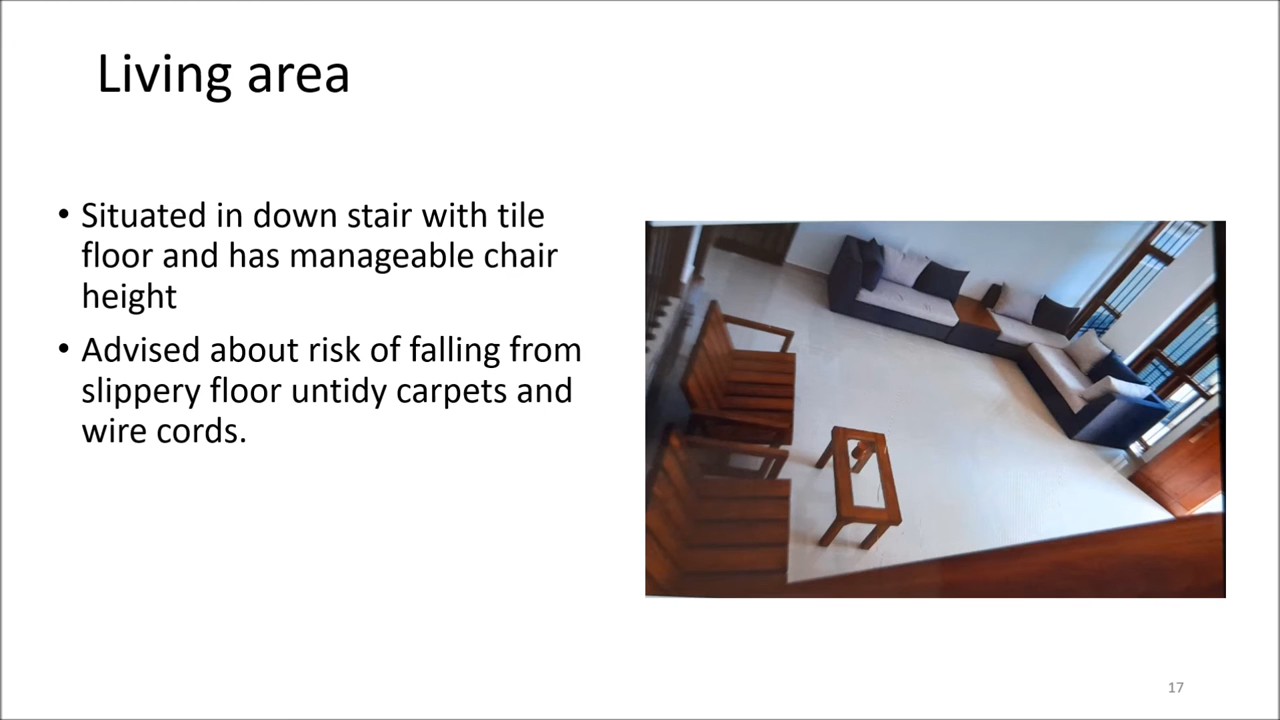 Living area
• Situated in down stair with tile
floor and has manageable chair
height
• Advised about risk of falling from
slippery floor untidy carpets and
wire cords.
17